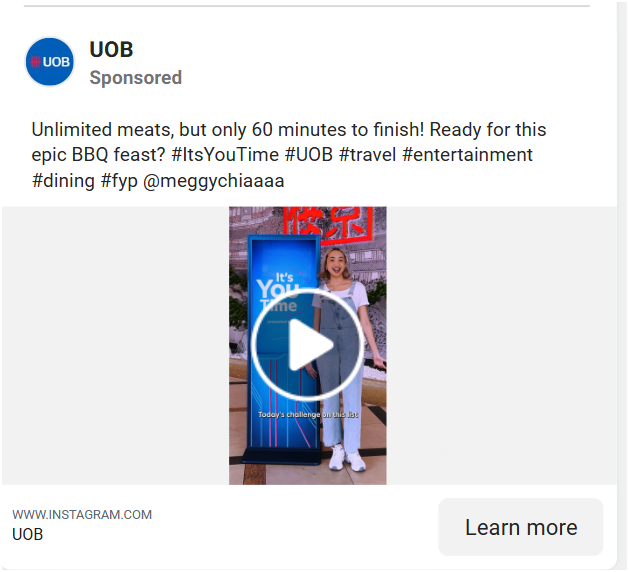 UOB
UOB
Sponsored
Unlimited meats, but only 60 minutes to finish! Ready for this
epic BBQ feast? #ItsYouTime #UOB #travel #entertainment
#dining #fyp @meggychiaaaa
It's
You
Time
Today's challenge on this list
WWW.INSTAGRAM.COM
UOB
Learn more